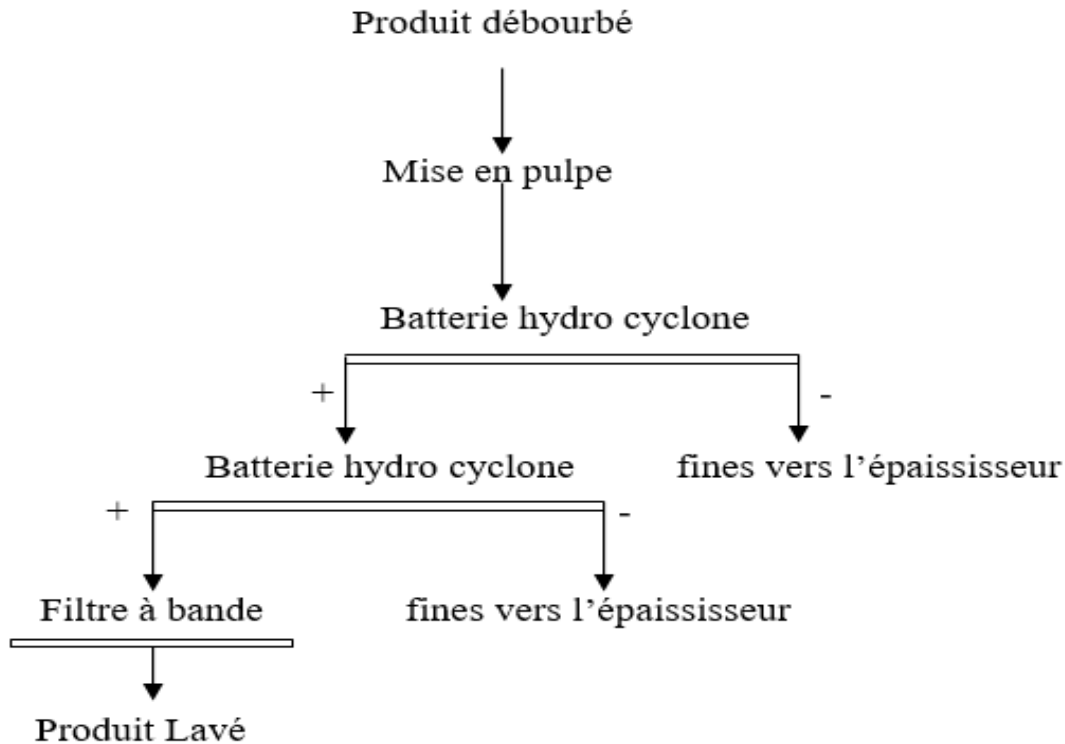 Produit débourbé
Mise en pulpe
Batterie hydro cyclone
+ -
Batterie hydro cyclone fines vers l’épaississeur
+ -
Filtre à bande fines vers l’épaississeur
Produit Lavé